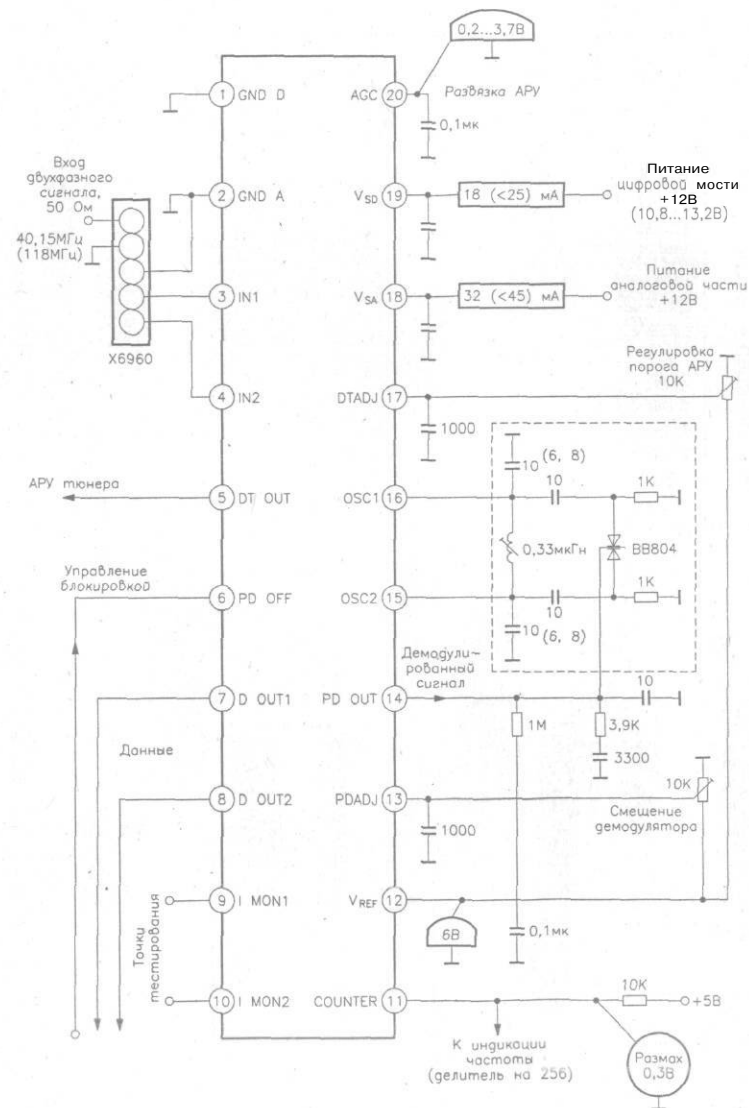 0,2...3,7В
1 GND D
AGC 20
Развязка АРУ
0,1мк
Вход
двухфазного
сигнала,
50 Ом
40,15МГц
(118МГц)
X6960
2 GND A
VSD 19
18 (<25) мА
Питание
цифровой мости
+12В
(10,8...13,2В)
3 IN1
VSA 18
32 (<45) мА
Питание
аналоговой части
+12В
4 IN2
DTADJ 17
1000
Регулировка
порога АРУ
10К
АРУ тюнера
5 DT OUT
OSC1 16
10 (6, 8)
10
1К
0,33мкГн
BB804
Управление
блокировкой
6 PD OFF
OSC2 15
10
1К
10 (6, 8)
Демодули-
рованный
сигнал
7 D OUT1
PD OUT 14
10
1М
3,9К
3300
Данные
8 D OUT2
PDADJ 13
1000
10К
Смещение
демодулятора
Точки
тестирования
9 I MON1
VREF 12
6В
0,1мк
10 I MON2
COUNTER 11
10К
+5В
К индикации
частоты
(делитель на 256)
Размах
0,3В